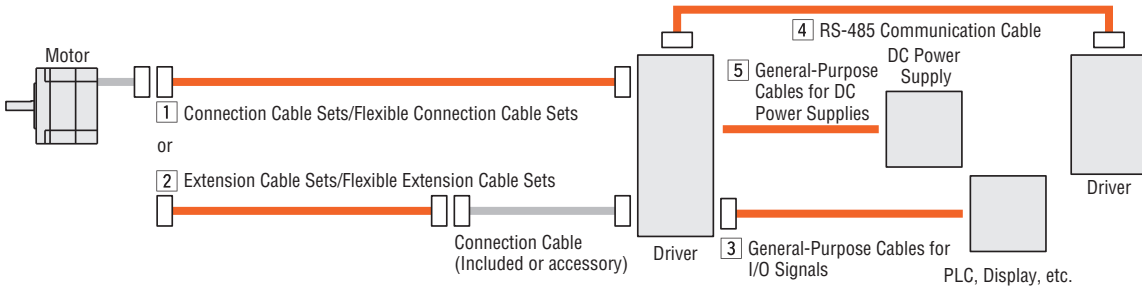 4 RS-485 Communication Cable
Motor
DC Power
Supply
5 General-Purpose
Cables for DC
Power Supplies
1 Connection Cable Sets/Flexible Connection Cable Sets
or
2 Extension Cable Sets/Flexible Extension Cable Sets
Driver
Connection Cable
(Included or accessory)
Driver
3 General-Purpose Cables for
I/O Signals
PLC, Display, etc.